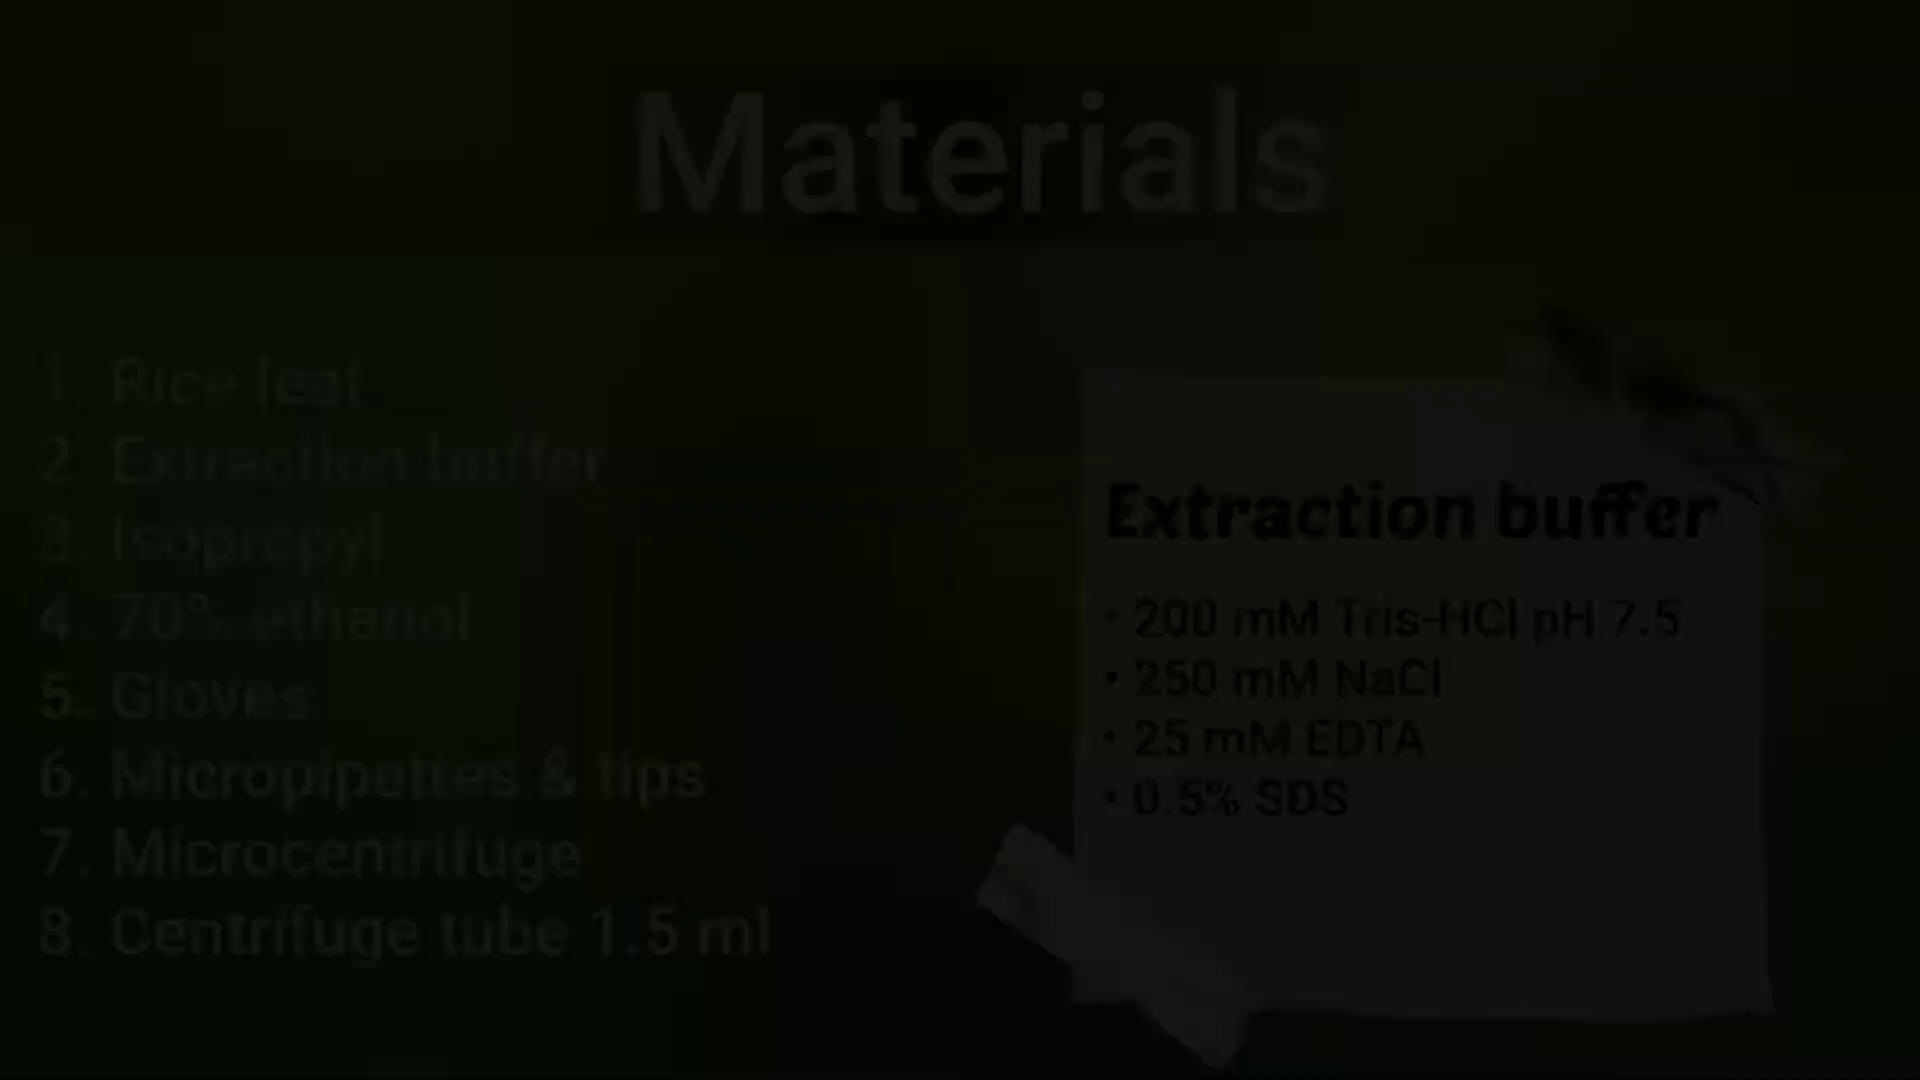 Materials
1. Rice leaf
2. Extraction buffer
3. Isopropyl
4. 70% ethanol
5. Gloves
6. Micropipattes & tips
7. Microcentrifuge
8. Centrifuge tube 1.5 ml
Extraction buffer
• 200 mM Tris-HCl pH 7.5
• 250 mM NaCl
• 25 mM EDTA
• 0.5% SDS